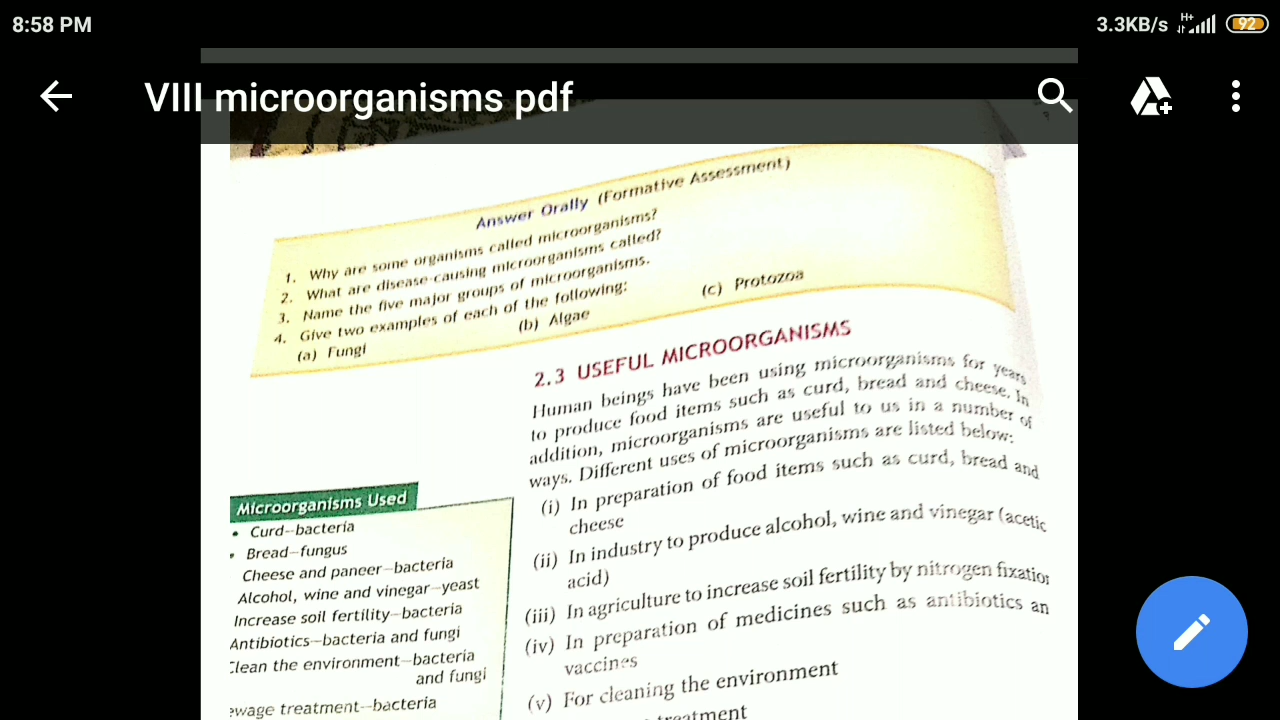 8:58 PM
3.3KB/s H+ 92
VIII microorganisms pdf
Answer Orally (Formative Assessment)
1. Why are some organisms called microorganisms?
2. What are disease-causing microorganisms called?
3. Name the five major groups of microorganisms.
4. Give two examples of each of the following:
(a) Fungi (b) Algae (c) Protozoa
2.3 USEFUL MICROORGANISMS
Human beings have been using microorganisms for years
to produce food items such as curd, bread and cheese. In
addition, microorganisms are useful to us in a number of
ways. Different uses of microorganisms are listed below:
(i) In preparation of food items such as curd, bread and
cheese
(ii) In industry to produce alcohol, wine and vinegar (acetic
acid)
(iii) In agriculture to increase soil fertility by nitrogen fixation
(iv) In preparation of medicines such as antibiotics an
vaccines
(v) For cleaning the environment
treatment
Microorganisms Used
• Curd—bacteria
• Bread—fungus
Cheese and paneer—bacteria
Alcohol, wine and vinegar—yeast
Increase soil fertility—bacteria
Antibiotics—bacteria and fungi
Clean the environment—bacteria
and fungi
ewage treatment—bacteria